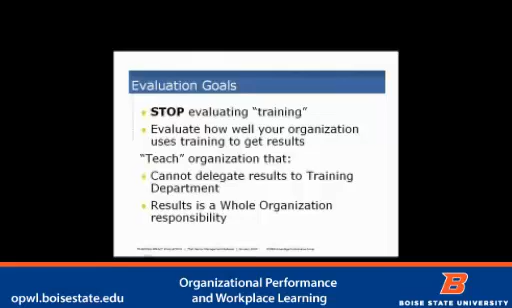 Evaluation Goals
STOP evaluating “training”
Evaluate how well your organization
uses training to get results
“Teach” organization that:
Cannot delegate results to Training
Department
Results is a Whole Organization
responsibility
opwl.boisestate.edu
Organizational Performance
and Workplace Learning
B
BOISE STATE UNIVERSITY